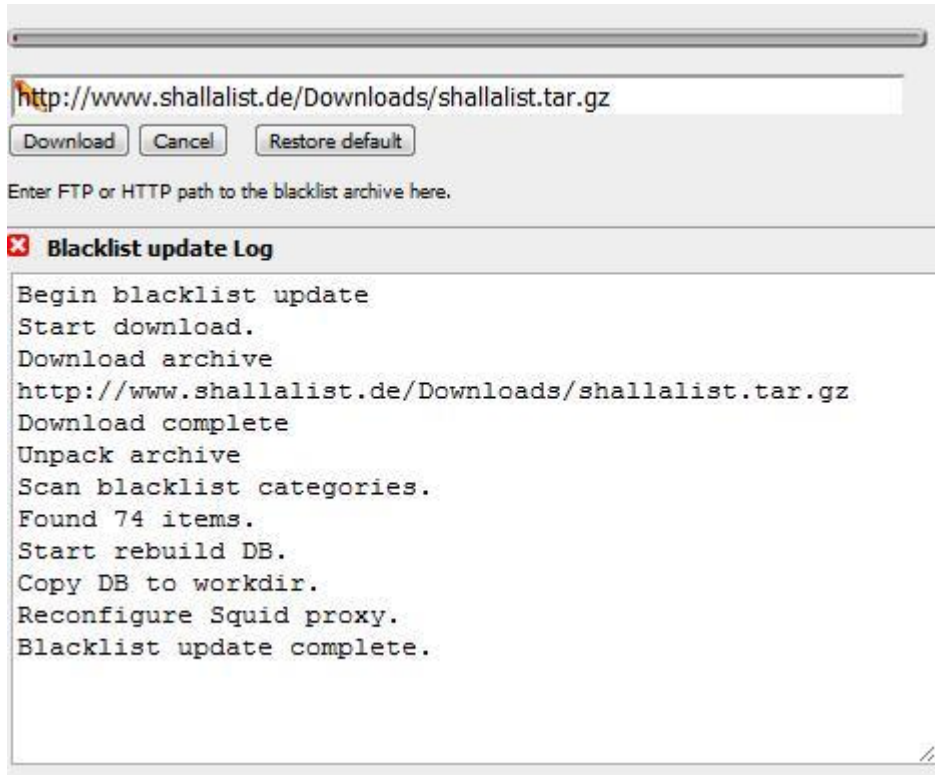 http://www.shallalist.de/Downloads/shallalist.tar.gz
Download Cancel Restore default
Enter FTP or HTTP path to the blacklist archive here.
Blacklist update Log
Begin blacklist update
Start download.
Download archive
http://www.shallalist.de/Downloads/shallalist.tar.gz
Download complete
Unpack archive
Scan blacklist categories.
Found 74 items.
Start rebuild DB.
Copy DB to workdir.
Reconfigure Squid proxy.
Blacklist update complete.